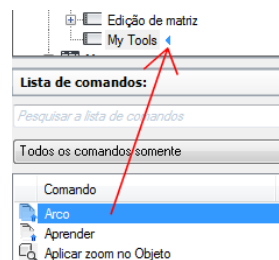 Edição de matriz
My Tools
Lista de comandos:
Pesquisar a lista de comandos
Todos os comandos somente
Comando
Arco
Aprender
Aplicar zoom no Objeto